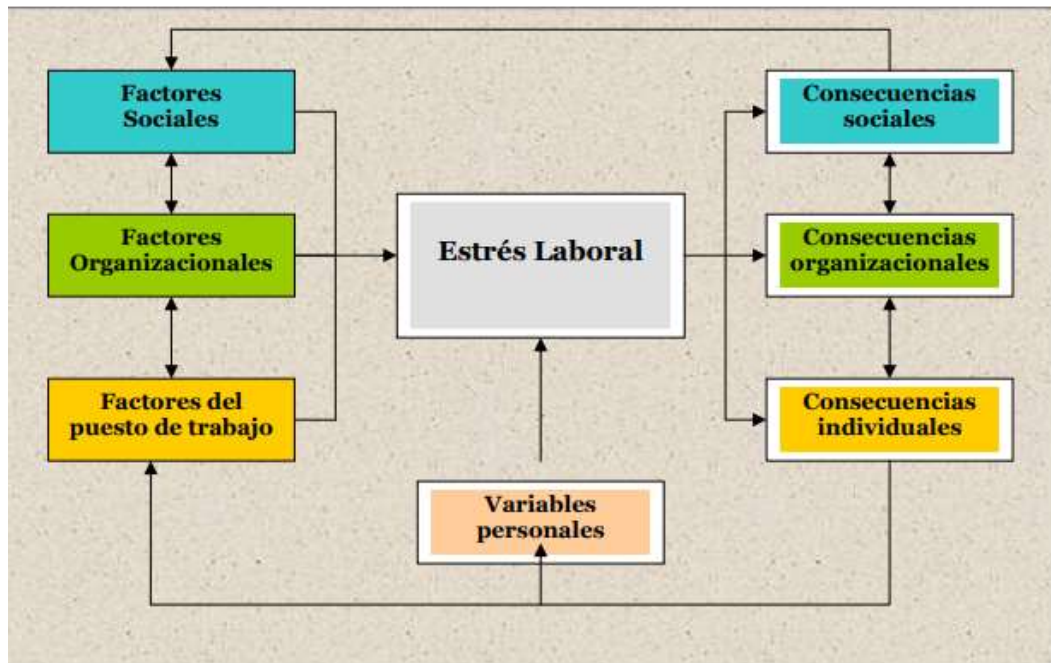 Factores
Sociales
Consecuencias
sociales
Factores
Organizacionales
Estrés Laboral
Consecuencias
organizacionales
Factores del
puesto de trabajo
Consecuencias
individuales
Variables
personales